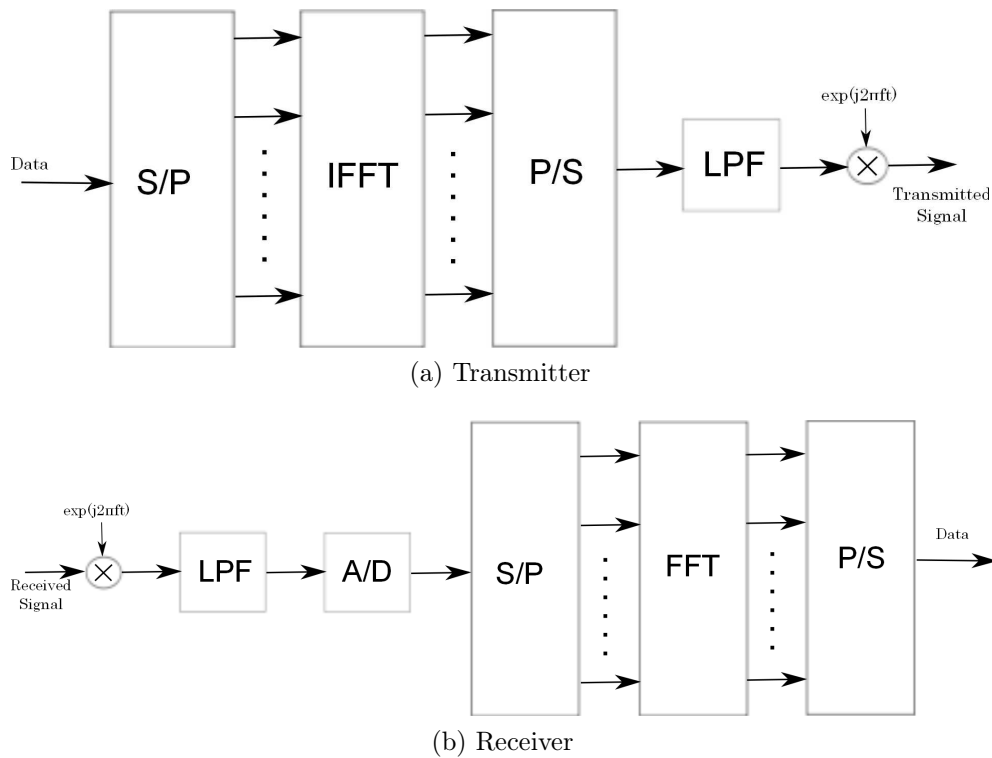 exp(j2πft)
Data
S/P
IFFT
P/S
LPF
Transmitted
Signal
(a) Transmitter
exp(j2πft)
Received
Signal
LPF
A/D
S/P
FFT
P/S
Data
(b) Receiver